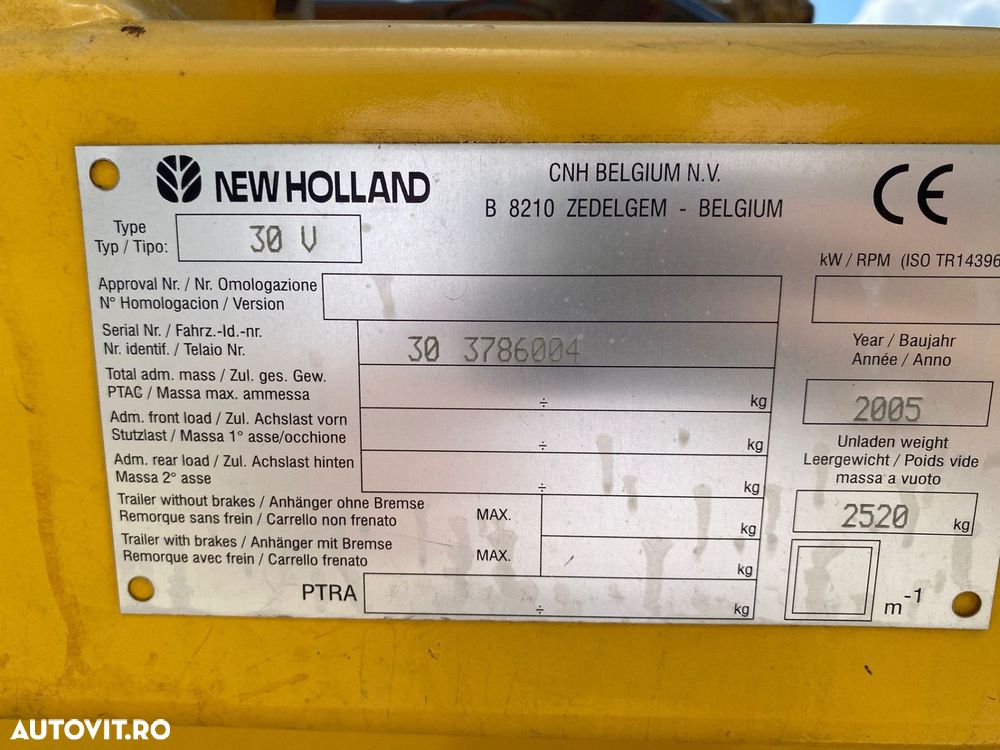 NEW HOLLAND
CNH BELGIUM N.V.
B 8210 ZEDELGEM - BELGIUM
CE
Type
Typ / Tipo:
30 V
kW / RPM (ISO TR14396
Approval Nr. / Nr. Omologazione
N° Homologacion / Version
Serial Nr. / Fahrz.-Id.-nr.
Nr. identif. / Telaio Nr.
30 3786004
Year / Baujahr
Année / Anno
2005
Total adm. mass / Zul. ges. Gew.
PTAC / Massa max. ammessa
÷ kg
Adm. front load / Zul. Achslast vorn
Stutzlast / Massa 1° asse/occhione
÷ kg
Unladen weight
Leergewicht / Poids vide
massa a vuoto
2520 kg
Adm. rear load / Zul. Achslast hinten
Massa 2° asse
÷ kg
Trailer without brakes / Anhänger ohne Bremse
Remorque sans frein / Carrello non frenato
MAX. kg
Trailer with brakes / Anhänger mit Bremse
Remorque avec frein / Carrello frenato
MAX. kg
PTRA ÷ kg
m-1
AUTOVIT.RO